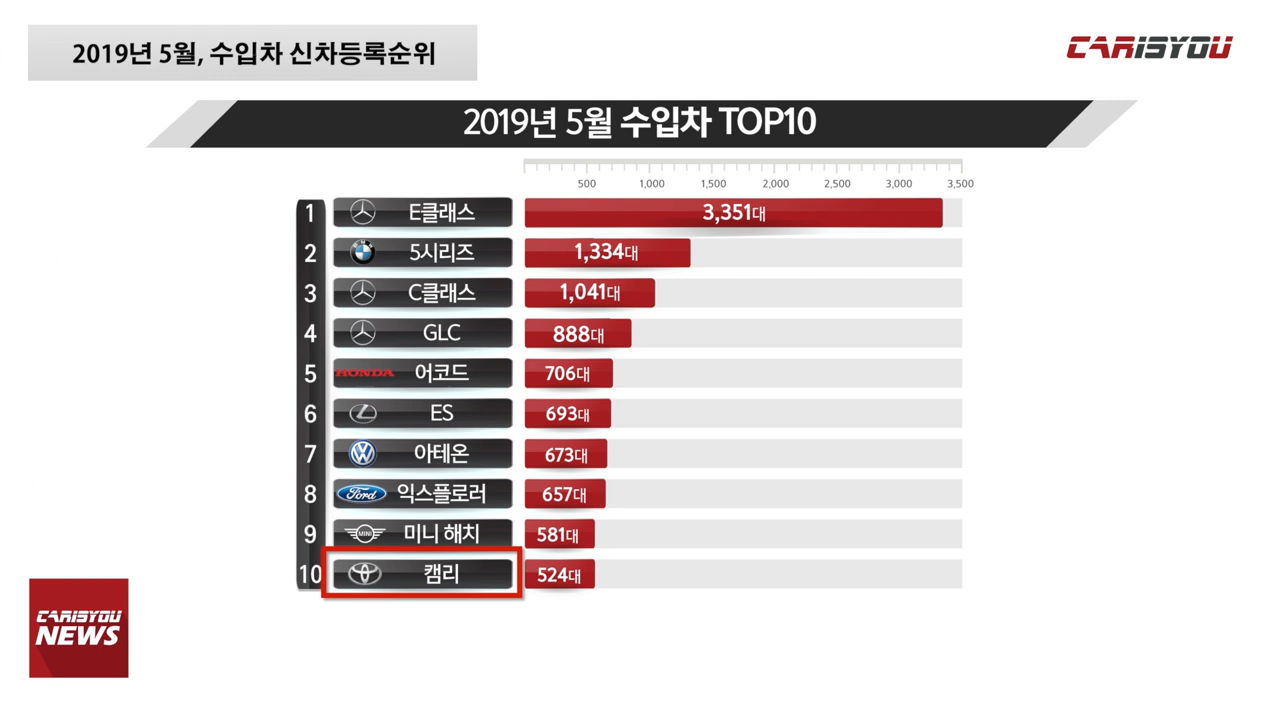 2019년 5월, 수입차 신차등록순위
CARISYOU
2019년 5월 수입차 TOP10
500 1,000 1,500 2,000 2,500 3,000 3,500
1 E클래스 3,351대
2 BMW 5시리즈 1,334대
3 C클래스 1,041대
4 GLC 888대
5 HONDA 어코드 706대
6 ES 693대
7 아테온 673대
8 Ford 익스플로러 657대
9 MINI 미니 해치 581대
10 캠리 524대
CARISYOU
NEWS